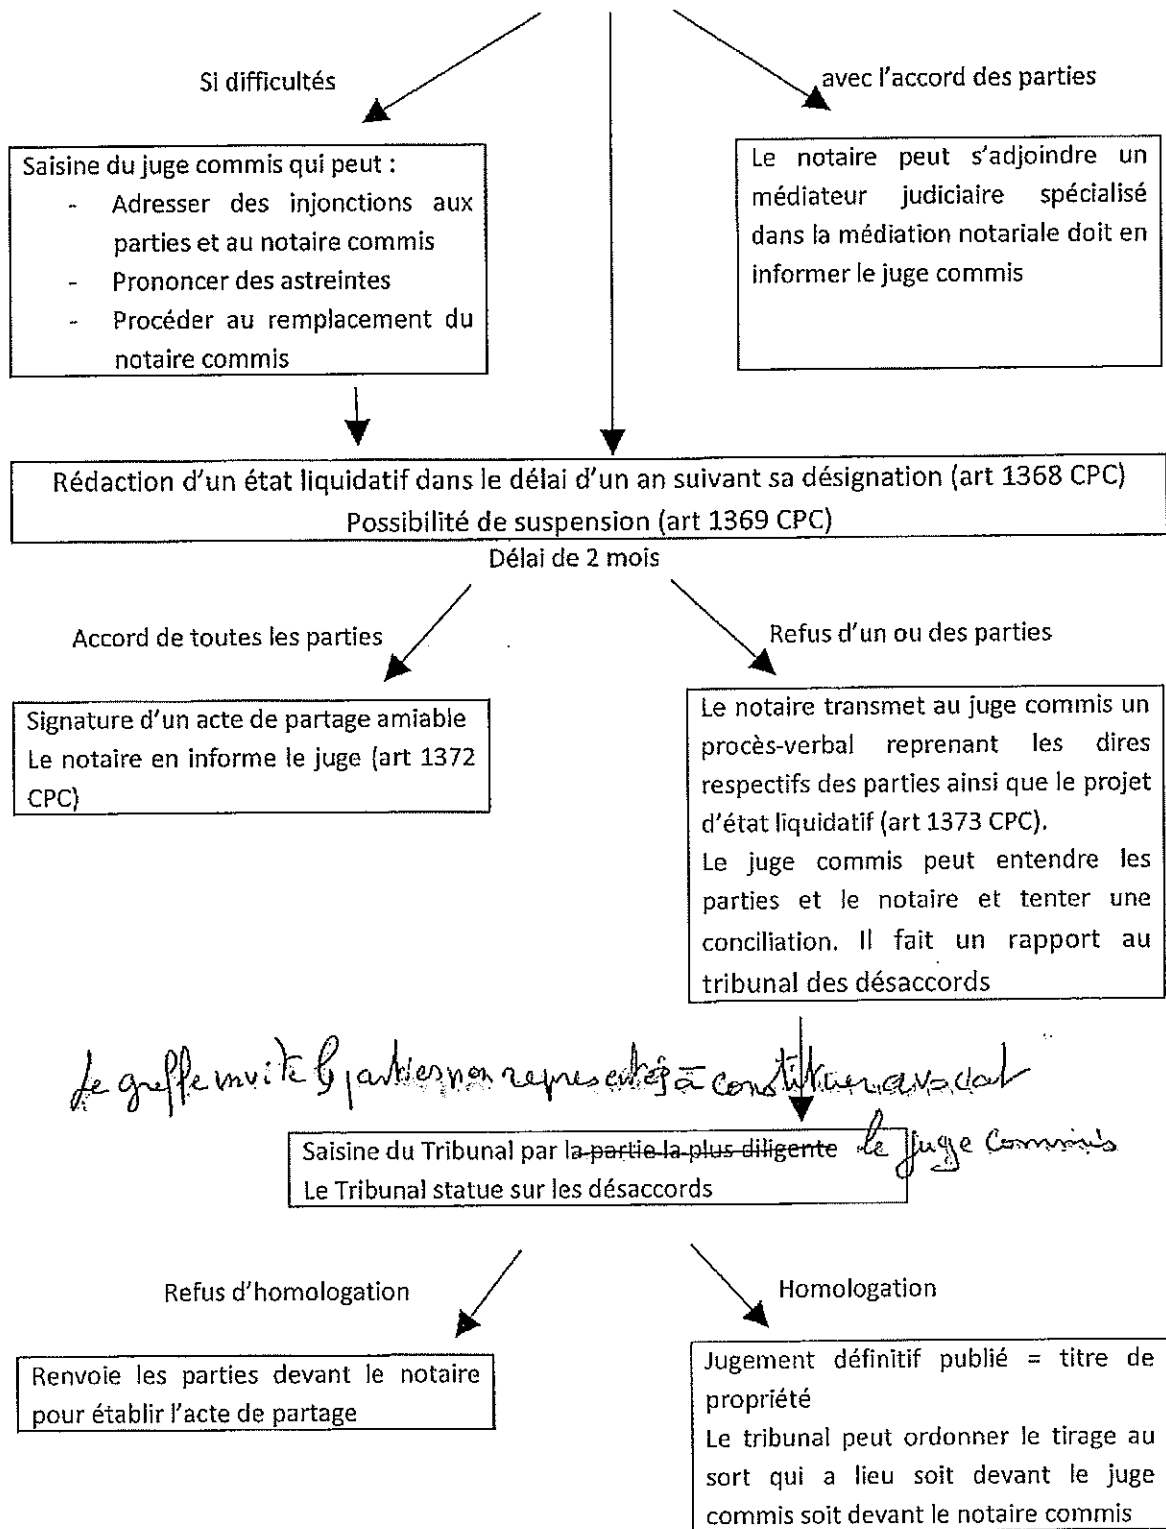 Si difficultés
avec l'accord des parties
Saisine du juge commis qui peut :
- Adresser des injonctions aux
parties et au notaire commis
- Prononcer des astreintes
- Procéder au remplacement du
notaire commis
Le notaire peut s'adjoindre un
médiateur judiciaire spécialisé
dans la médiation notariale doit en
informer le juge commis
Rédaction d'un état liquidatif dans le délai d'un an suivant sa désignation (art 1368 CPC)
Possibilité de suspension (art 1369 CPC)
Délai de 2 mois
Accord de toutes les parties
Refus d'un ou des parties
Signature d'un acte de partage amiable
Le notaire en informe le juge (art 1372
CPC)
Le notaire transmet au juge commis un
procès-verbal reprenant les dires
respectifs des parties ainsi que le projet
d'état liquidatif (art 1373 CPC).
Le juge commis peut entendre les
parties et le notaire et tenter une
conciliation. Il fait un rapport au
tribunal des désaccords
Le greffe invite les parties non représentées à constituer avocat
Saisine du Tribunal par la partie la plus diligente le juge commis
Le Tribunal statue sur les désaccords
Refus d'homologation
Homologation
Renvoie les parties devant le notaire
pour établir l'acte de partage
Jugement définitif publié = titre de
propriété
Le tribunal peut ordonner le tirage au
sort qui a lieu soit devant le juge
commis soit devant le notaire commis